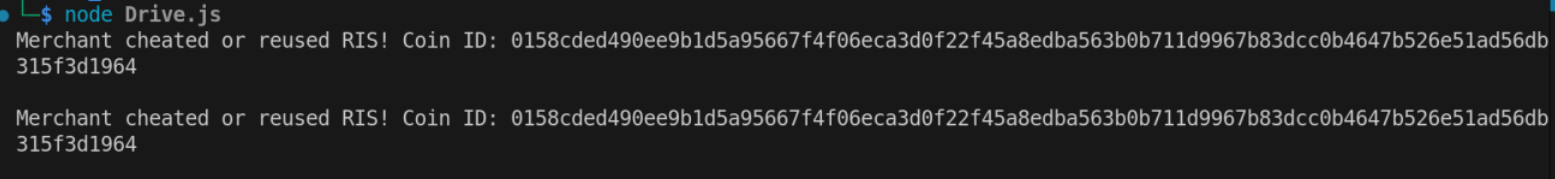 └─$ node Drive.js
Merchant cheated or reused RIS! Coin ID: 0158cded490ee9b1d5a95667f4f06eca3d0f22f45a8edba563b0b711d9967b83dcc0b4647b526e51ad56db
315f3d1964
Merchant cheated or reused RIS! Coin ID: 0158cded490ee9b1d5a95667f4f06eca3d0f22f45a8edba563b0b711d9967b83dcc0b4647b526e51ad56db
315f3d1964